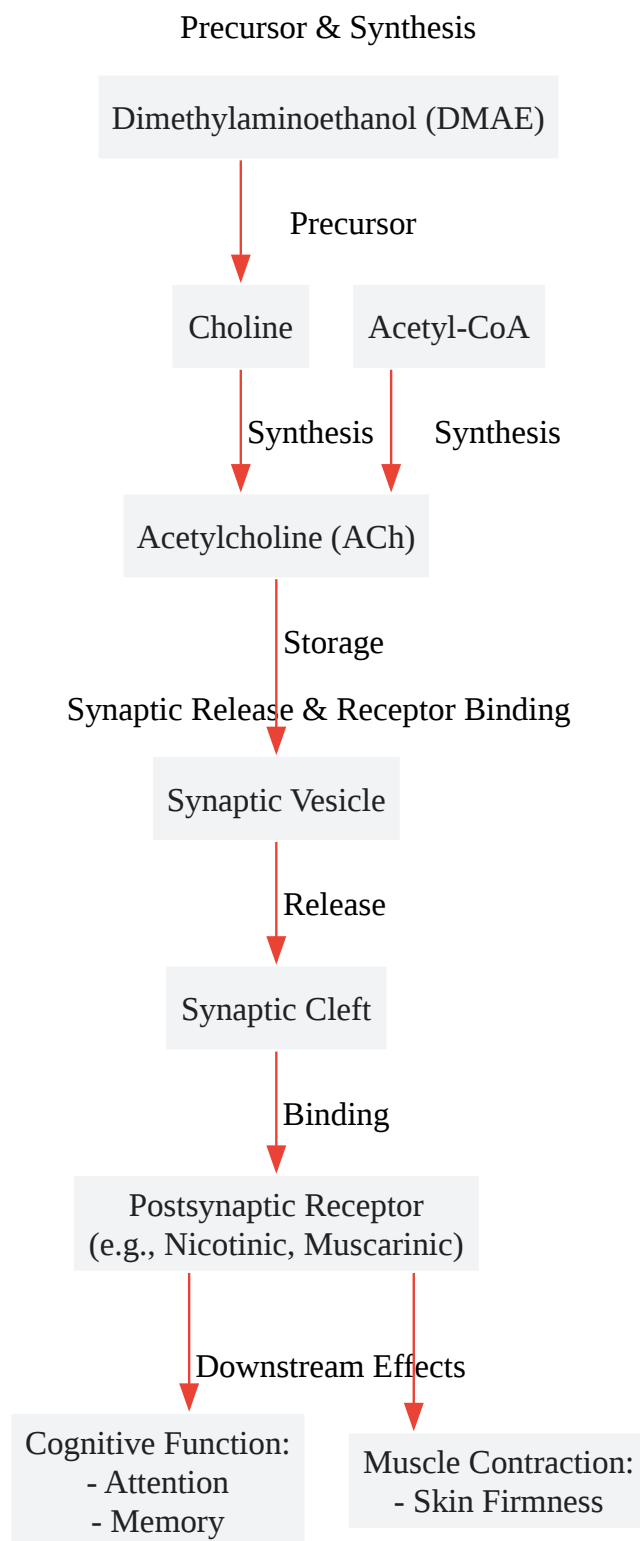 Precursor & Synthesis
Dimethylaminoethanol (DMAE)
Precursor
Choline
Acetyl-CoA
Synthesis
Synthesis
Acetylcholine (ACh)
Storage
Synaptic Release & Receptor Binding
Synaptic Vesicle
Release
Synaptic Cleft
Binding
Postsynaptic Receptor
(e.g., Nicotinic, Muscarinic)
Downstream Effects
Cognitive Function:
- Attention
- Memory
Muscle Contraction:
- Skin Firmness